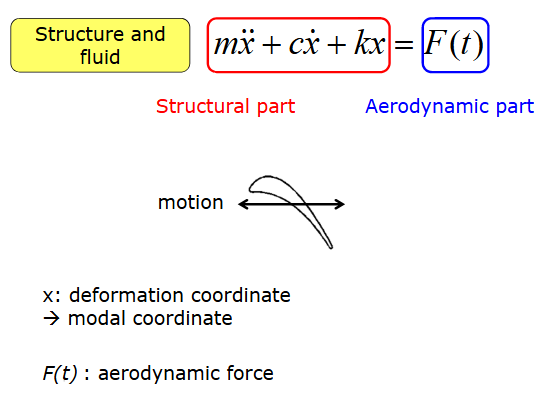 Structure and
fluid
mẍ + cẋ + kx = F(t)
Structural part
Aerodynamic part
motion
x: deformation coordinate
→ modal coordinate
F(t) : aerodynamic force